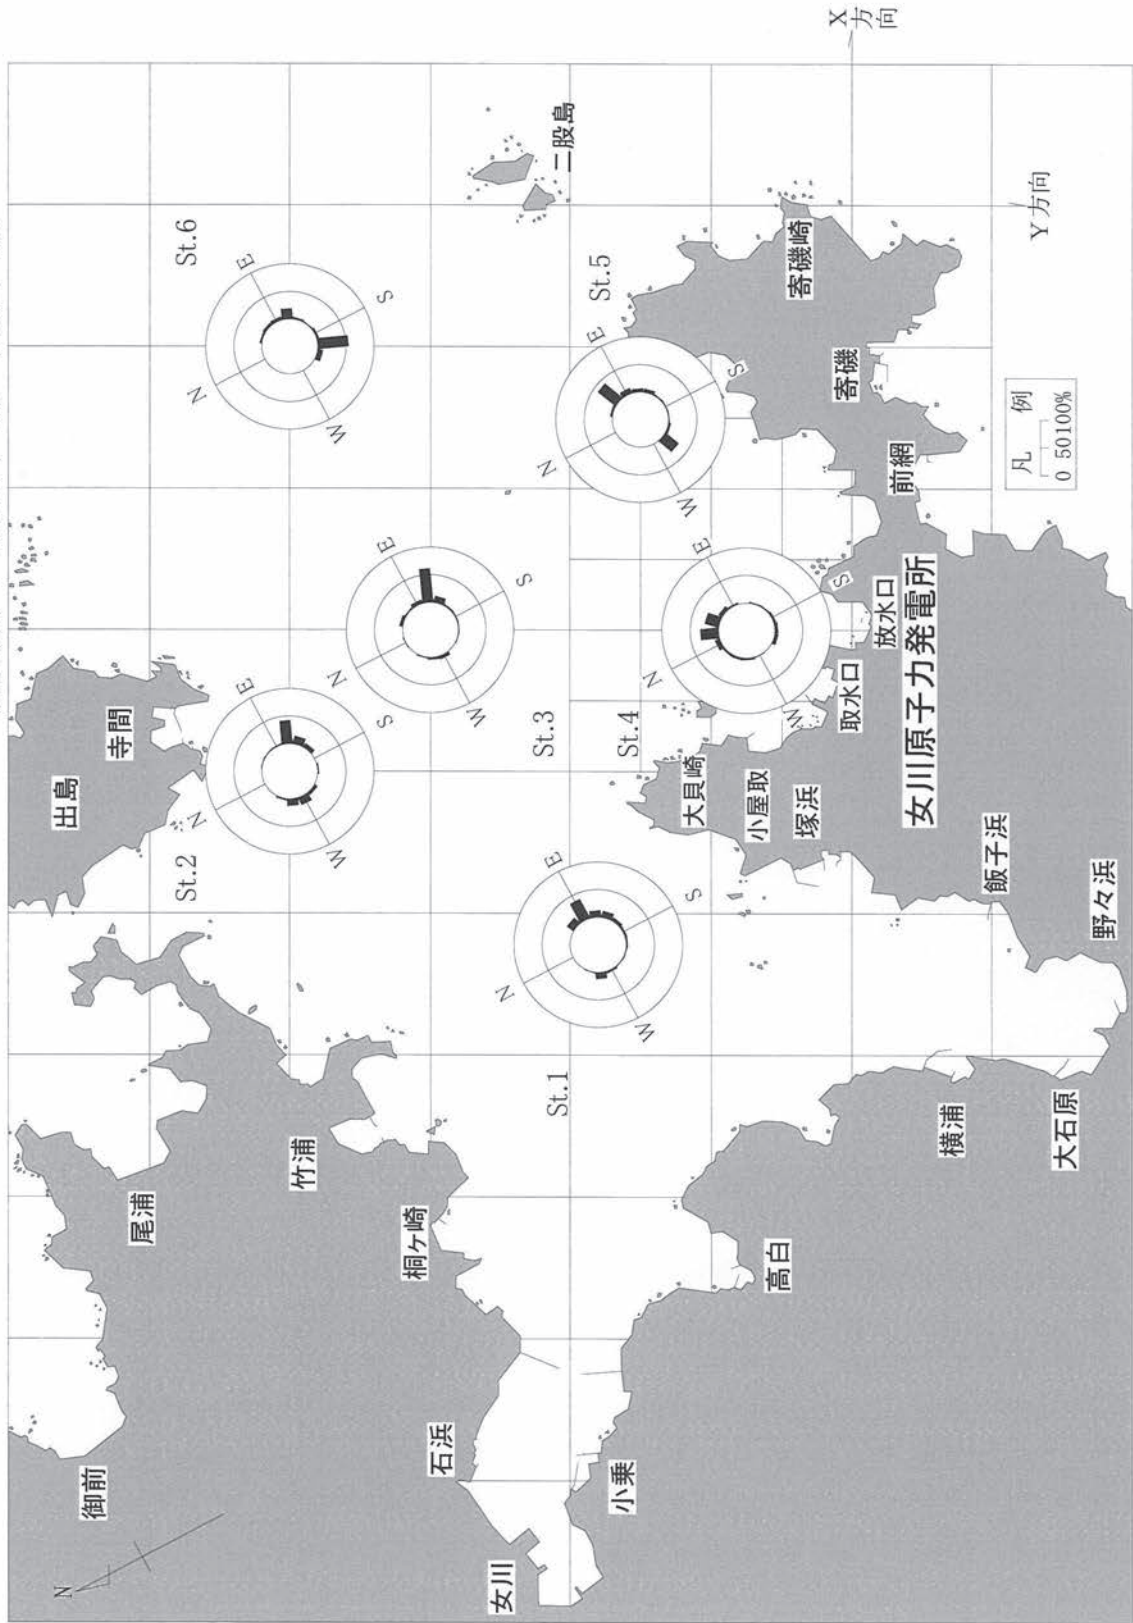 St.6
N
E
S
W
二股島
X方向
Y方向
St.5
N
E
S
W
寄磯崎
寄磯
前網
凡 例
0 50100%
出島
寺間
St.2
N
E
S
W
St.3
N
E
S
W
St.4
N
E
S
W
大貝崎
小屋取
塚浜
取水口
放水口
女川原子力発電所
飯子浜
野々浜
St.1
N
E
S
W
尾浦
竹浦
桐ヶ崎
高白
横浦
大石原
御前
石浜
小乗
女川
N